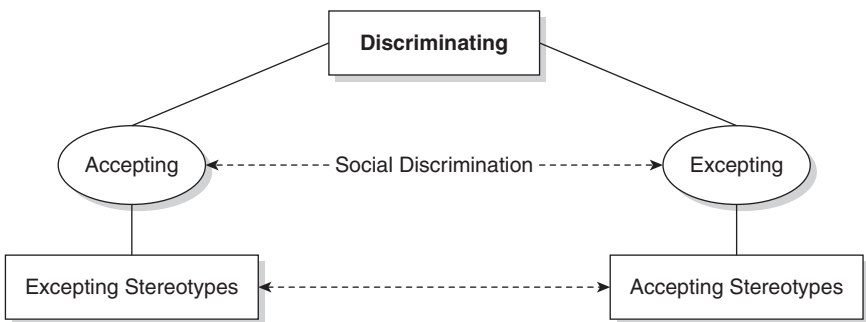 Discriminating
Accepting
Social Discrimination
Excepting
Excepting Stereotypes
Accepting Stereotypes